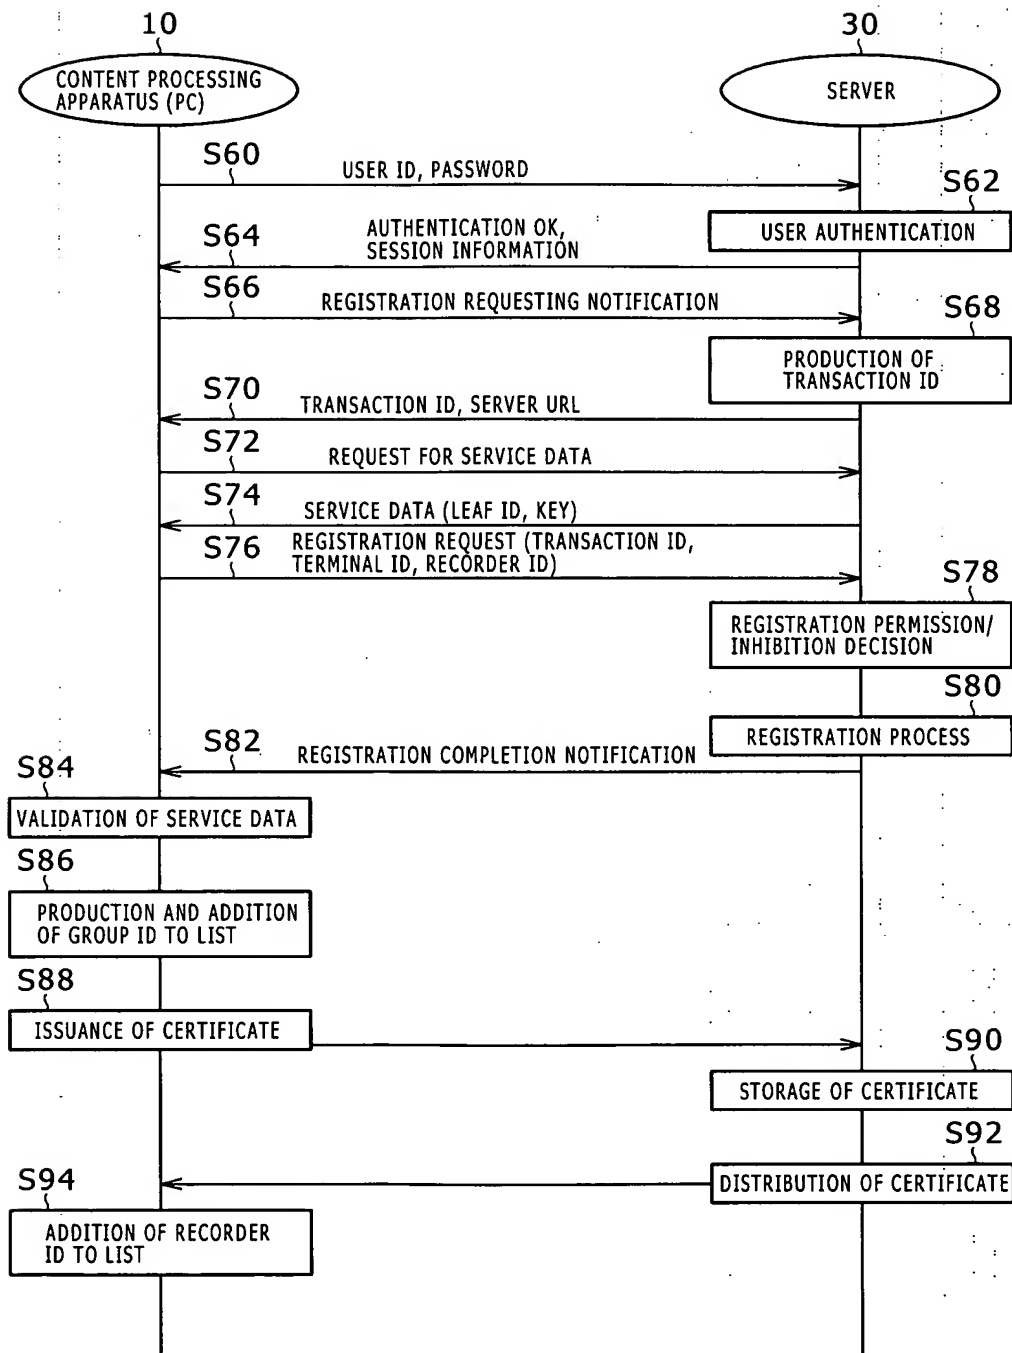 10
30
CONTENT PROCESSING
APPARATUS (PC)
SERVER
S60
USER ID, PASSWORD
S62
USER AUTHENTICATION
S64
AUTHENTICATION OK,
SESSION INFORMATION
S66
REGISTRATION REQUESTING NOTIFICATION
S68
PRODUCTION OF
TRANSACTION ID
S70
TRANSACTION ID, SERVER URL
S72
REQUEST FOR SERVICE DATA
S74
SERVICE DATA (LEAF ID, KEY)
S76
REGISTRATION REQUEST (TRANSACTION ID,
TERMINAL ID, RECORDER ID)
S78
REGISTRATION PERMISSION/
INHIBITION DECISION
S80
REGISTRATION PROCESS
S82
REGISTRATION COMPLETION NOTIFICATION
S84
VALIDATION OF SERVICE DATA
S86
PRODUCTION AND ADDITION
OF GROUP ID TO LIST
S88
ISSUANCE OF CERTIFICATE
S90
STORAGE OF CERTIFICATE
S92
DISTRIBUTION OF CERTIFICATE
S94
ADDITION OF RECORDER
ID TO LIST